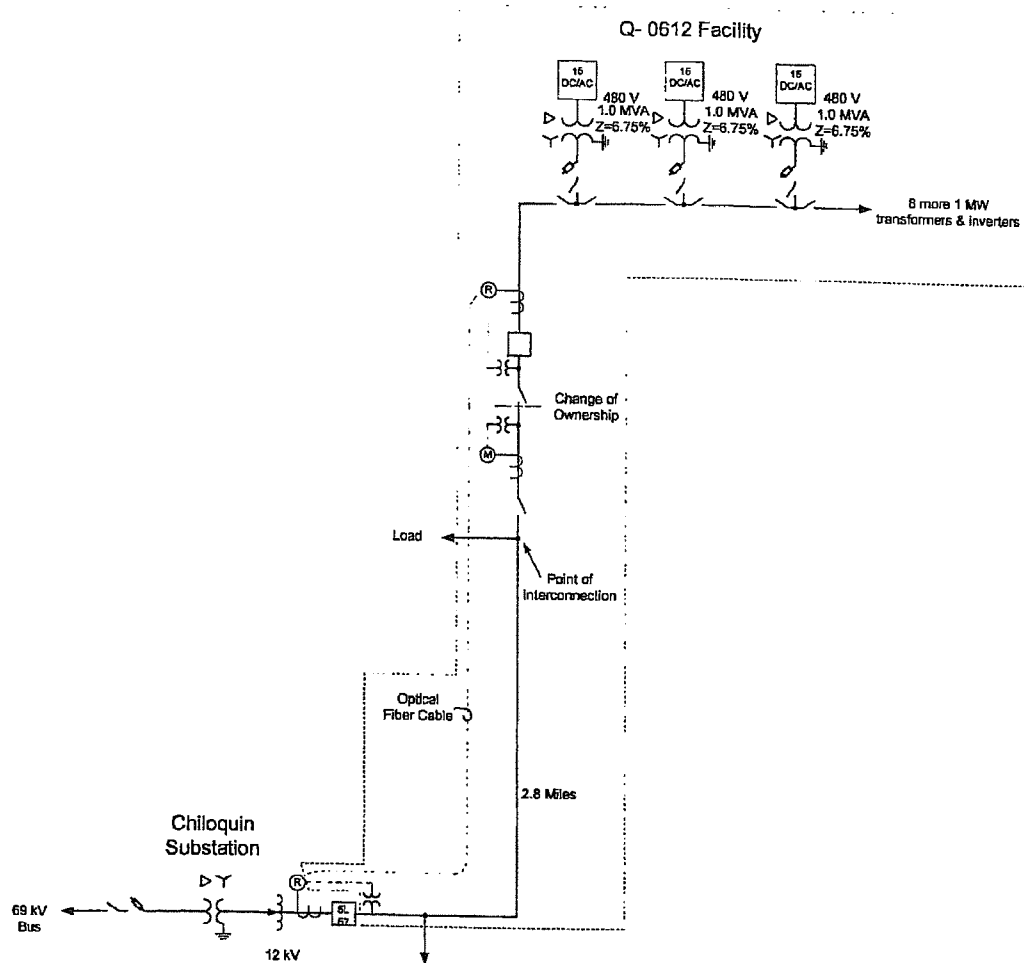 Q- 0612 Facility
15
DC/AC
15
DC/AC
15
DC/AC
480 V
1.0 MVA
Z=6.75%
480 V
1.0 MVA
Z=6.75%
480 V
1.0 MVA
Z=6.75%
8 more 1 MW
transformers & inverters
R
Change of
Ownership
M
Load
Point of
Interconnection
Optical
Fiber Cable
2.8 Miles
Chiloquin
Substation
R
69 kV
Bus
5L
12 kV